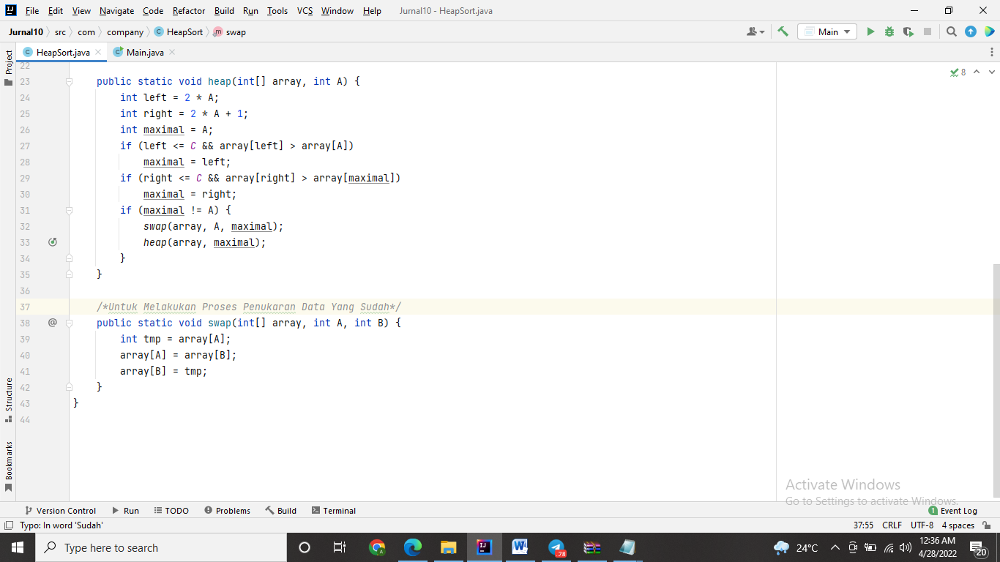 File Edit View Navigate Code Refactor Build Run Tools VCS Window Help Jurnal10 - HeapSort.java
Jurnal10 src com company HeapSort swap Main
HeapSort.java Main.java
Project
22
23 public static void heap(int[] array, int A) { 8
24 int left = 2 * A;
25 int right = 2 * A + 1;
26 int maximal = A;
27 if (left <= C && array[left] > array[A])
28 maximal = left;
29 if (right <= C && array[right] > array[maximal])
30 maximal = right;
31 if (maximal != A) {
32 swap(array, A, maximal);
33 heap(array, maximal);
34 }
35 }
36
37 /*Untuk Melakukan Proses Penukaran Data Yang Sudah*/
38 public static void swap(int[] array, int A, int B) {
39 int tmp = array[A];
40 array[A] = array[B];
41 array[B] = tmp;
42 }
43 }
44
Structure
Bookmarks
Activate Windows
Go to Settings to activate Windows.
Version Control Run TODO Problems Build Terminal 1 Event Log
Typo: In word 'Sudah' 37:55 CRLF UTF-8 4 spaces
Type here to search 78 24°C 12:36 AM 20
4/28/2022